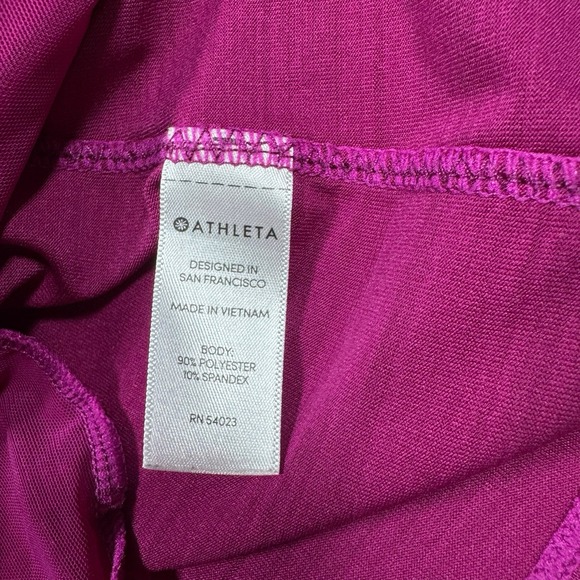 ATHLETA
DESIGNED IN
SAN FRANCISCO
MADE IN VIETNAM
BODY:
90% POLYESTER
10% SPANDEX
RN 54023